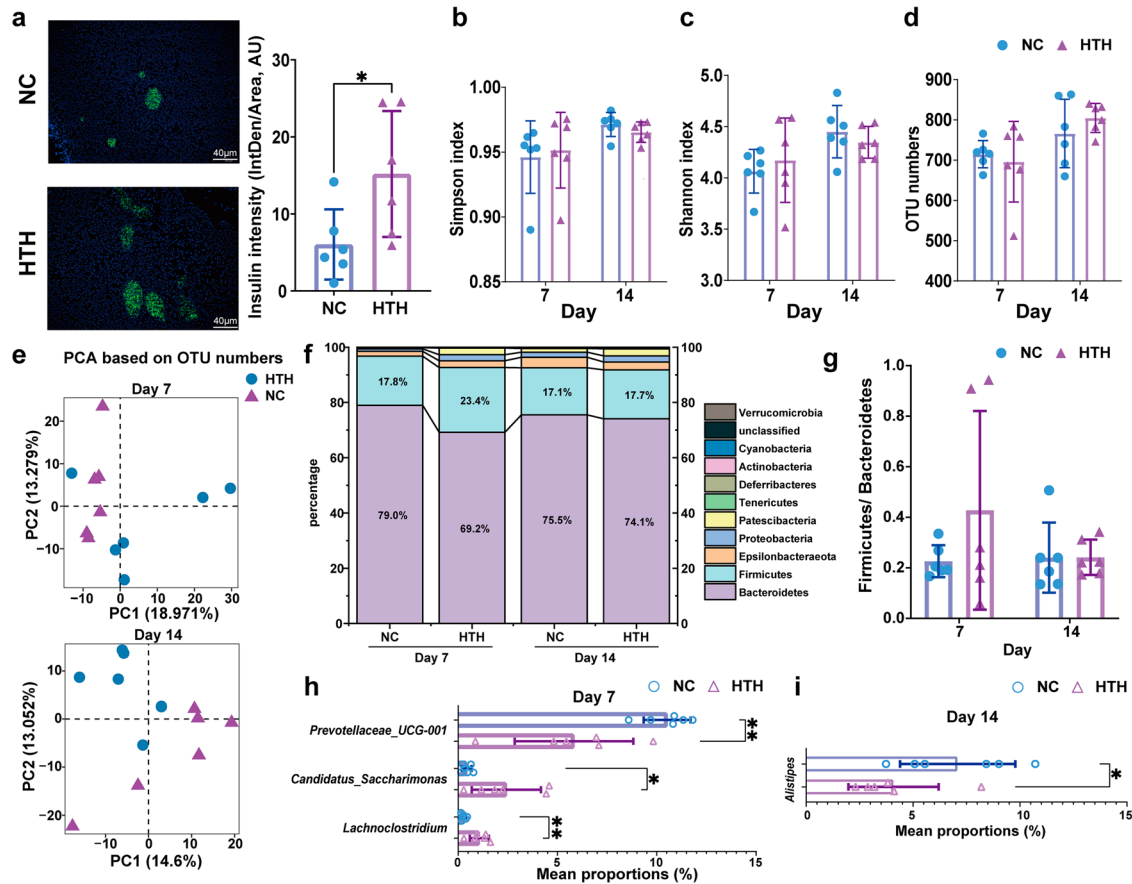 a
NC
40μm
HTH
40μm
Insulin intensity (IntDen/Area, AU)
40
30
20
10
0
*
NC
HTH
b
Simpson index
1.00
0.95
0.90
0.85
7
14
Day
c
Shannon index
5.0
4.5
4.0
3.5
3.0
7
14
Day
d
NC
HTH
OTU numbers
900
800
700
600
500
400
7
14
Day
e
PCA based on OTU numbers
HTH
NC
Day 7
PC2 (13.279%)
20
10
0
−10
−10
0
10
20
30
PC1 (18.971%)
Day 14
PC2 (13.052%)
10
0
−10
−20
−10
0
10
20
PC1 (14.6%)
f
percentage
100
80
60
40
20
0
100
80
60
40
20
0
17.8%
23.4%
17.1%
17.7%
79.0%
69.2%
75.5%
74.1%
NC
HTH
NC
HTH
Day 7
Day 14
Verrucomicrobia
unclassified
Cyanobacteria
Actinobacteria
Deferribacteres
Tenericutes
Patescibacteria
Proteobacteria
Epsilonbacteraeota
Firmicutes
Bacteroidetes
g
NC
HTH
Firmicutes/ Bacteroidetes
1.0
0.8
0.6
0.4
0.2
0.0
7
14
Day
h
NC
HTH
Day 7
Prevotellaceae_UCG-001
**
Candidatus_Saccharimonas
*
Lachnoclostridium
**
0
5
10
15
Mean proportions (%)
i
NC
HTH
Day 14
Alistipes
*
0
5
10
15
Mean proportions (%)